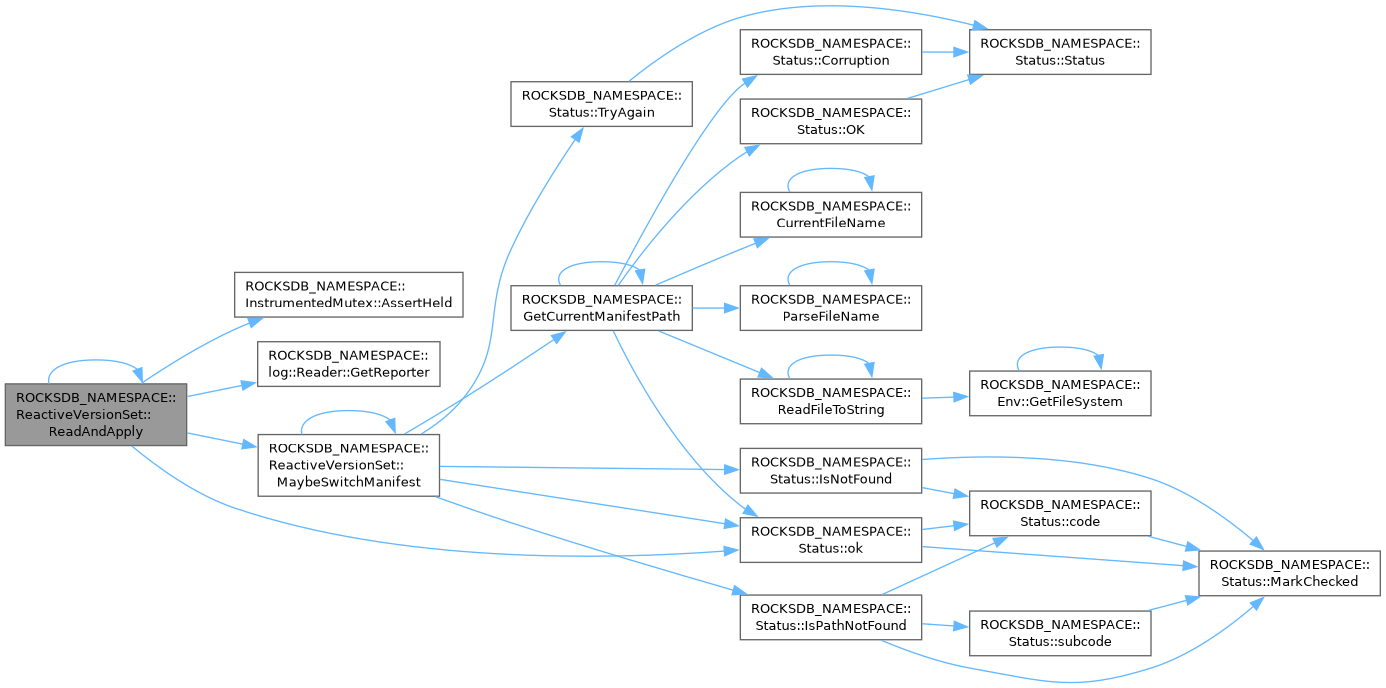 ROCKSDB_NAMESPACE::
ReactiveVersionSet::
ReadAndApply
ROCKSDB_NAMESPACE::
InstrumentedMutex::AssertHeld
ROCKSDB_NAMESPACE::
log::Reader::GetReporter
ROCKSDB_NAMESPACE::
ReactiveVersionSet::
MaybeSwitchManifest
ROCKSDB_NAMESPACE::
Status::TryAgain
ROCKSDB_NAMESPACE::
GetCurrentManifestPath
ROCKSDB_NAMESPACE::
Status::Corruption
ROCKSDB_NAMESPACE::
Status::OK
ROCKSDB_NAMESPACE::
CurrentFileName
ROCKSDB_NAMESPACE::
ParseFileName
ROCKSDB_NAMESPACE::
ReadFileToString
ROCKSDB_NAMESPACE::
Status::IsNotFound
ROCKSDB_NAMESPACE::
Status::ok
ROCKSDB_NAMESPACE::
Status::IsPathNotFound
ROCKSDB_NAMESPACE::
Status::Status
ROCKSDB_NAMESPACE::
Env::GetFileSystem
ROCKSDB_NAMESPACE::
Status::code
ROCKSDB_NAMESPACE::
Status::subcode
ROCKSDB_NAMESPACE::
Status::MarkChecked